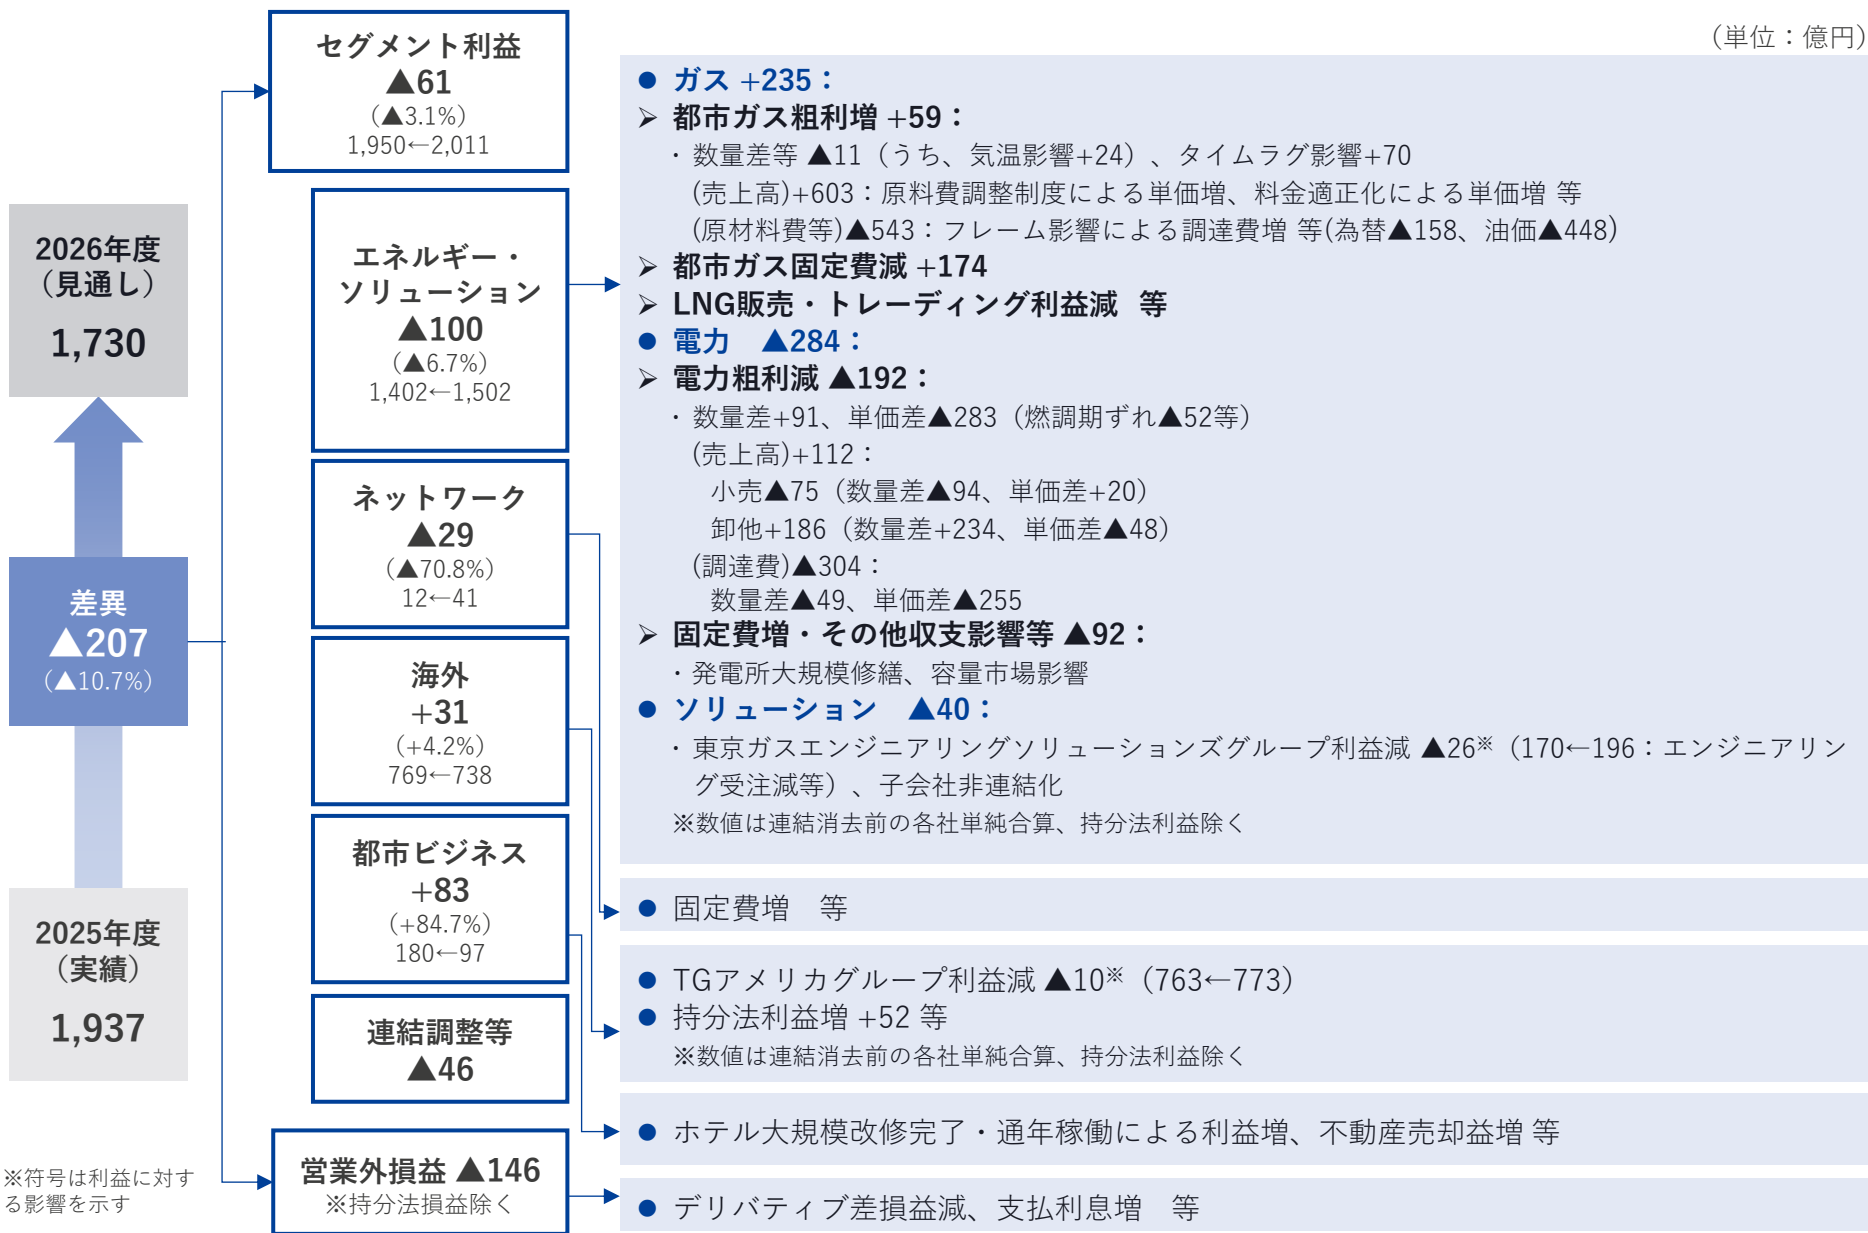 (単位：億円)
2026年度
（見通し）
1,730
差異
▲207
(▲10.7%)
2025年度
（実績）
1,937
※符号は利益に対す
る影響を示す
セグメント利益
▲61
(▲3.1%)
1,950←2,011
エネルギー・
ソリューション
▲100
(▲6.7%)
1,402←1,502
ネットワーク
▲29
(▲70.8%)
12←41
海外
+31
(+4.2%)
769←738
都市ビジネス
+83
(+84.7%)
180←97
連結調整等
▲46
営業外損益 ▲146
※持分法損益除く
● ガス +235：
➢ 都市ガス粗利増 +59：
・数量差等 ▲11（うち、気温影響+24）、タイムラグ影響+70
(売上高)+603：原料費調整制度による単価増、料金適正化による単価増 等
(原材料費等)▲543：フレーム影響による調達費増 等(為替▲158、油価▲448)
➢ 都市ガス固定費減 +174
➢ LNG販売・トレーディング利益減 等
● 電力 ▲284：
➢ 電力粗利減 ▲192：
・数量差+91、単価差▲283（燃調期ずれ▲52等）
(売上高)+112：
小売▲75（数量差▲94、単価差+20）
卸他+186（数量差+234、単価差▲48）
(調達費)▲304：
数量差▲49、単価差▲255
➢ 固定費増・その他収支影響等 ▲92：
・発電所大規模修繕、容量市場影響
● ソリューション ▲40：
・東京ガスエンジニアリングソリューションズグループ利益減 ▲26※（170←196：エンジニアリン
グ受注減等）、子会社非連結化
※数値は連結消去前の各社単純合算、持分法利益除く
● 固定費増 等
● TGアメリカグループ利益減 ▲10※（763←773）
● 持分法利益増 +52 等
※数値は連結消去前の各社単純合算、持分法利益除く
● ホテル大規模改修完了・通年稼働による利益増、不動産売却益増 等
● デリバティブ差損益減、支払利息増 等